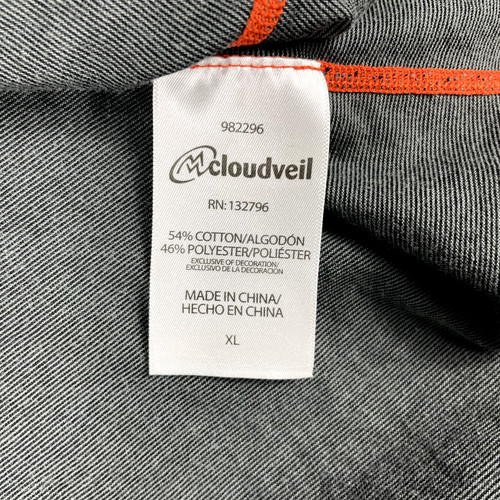 982296
cloudveil
RN: 132796
54% COTTON/ALGODÓN
46% POLYESTER/POLIÉSTER
EXCLUSIVE OF DECORATION/
EXCLUSIVO DE LA DECORACIÓN
MADE IN CHINA/
HECHO EN CHINA
XL